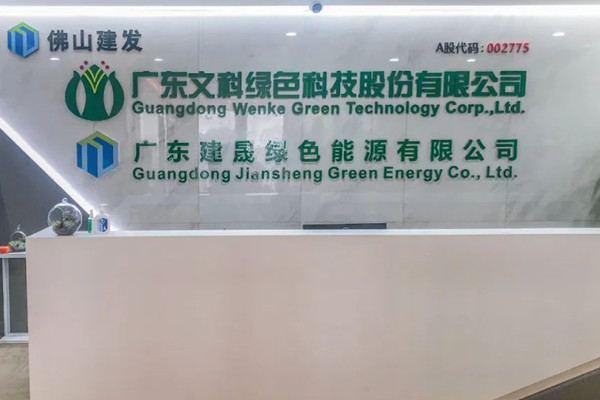 佛山建发
A股代码:002775
广东文科绿色科技股份有限公司
Guangdong Wenke Green Technology Corp.,Ltd.
广东建晟绿色能源有限公司
Guangdong Jiansheng Green Energy Co., Ltd.